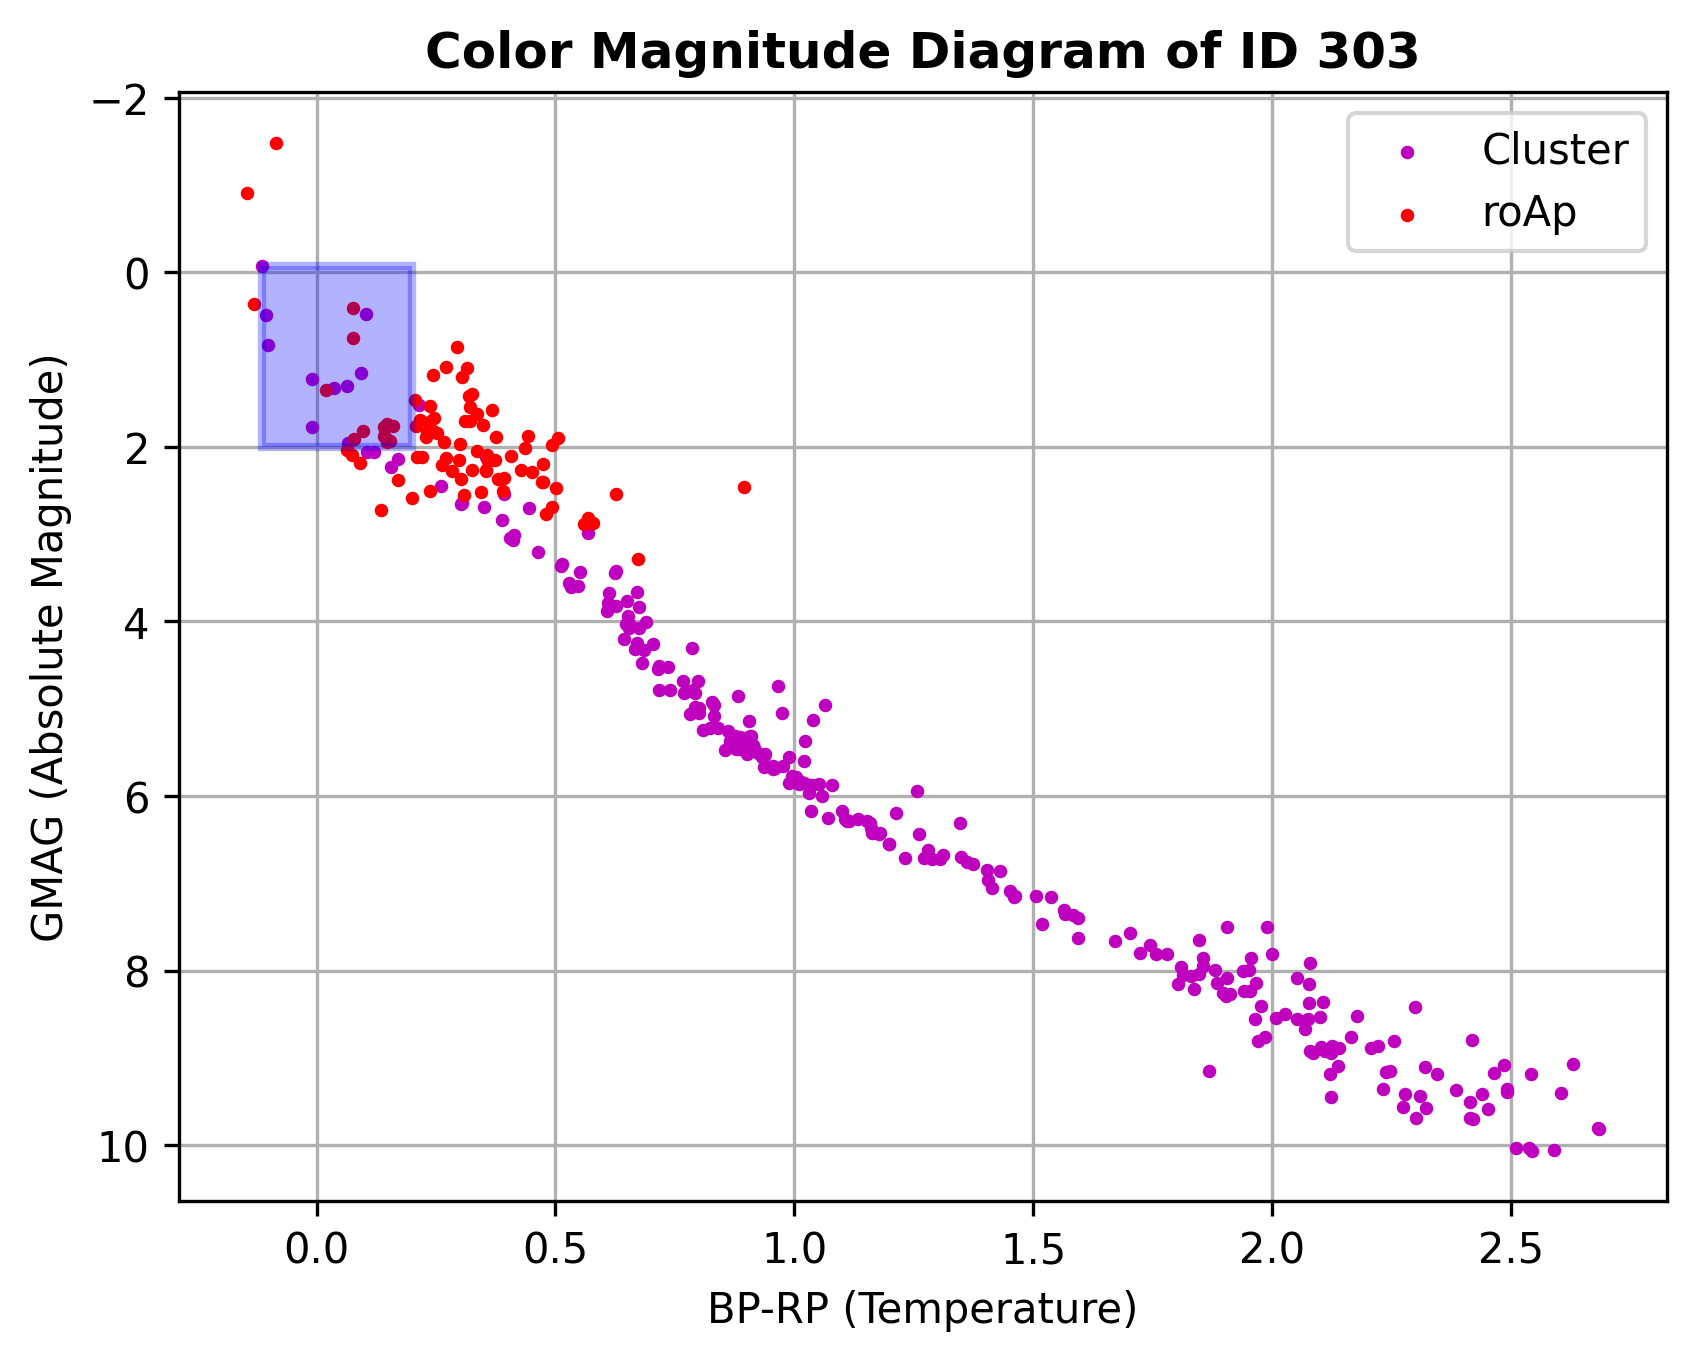 Color Magnitude Diagram of ID 303
Cluster
roAp
GMAG (Absolute Magnitude)
−2
0
2
4
6
8
10
0.0 0.5 1.0 1.5 2.0 2.5
BP-RP (Temperature)